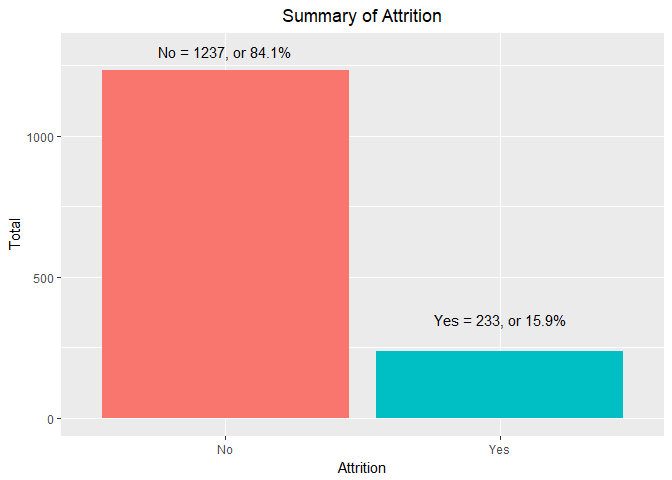 Summary of Attrition
No = 1237, or 84.1%
1000
Total
500
Yes = 233, or 15.9%
0
No Yes
Attrition